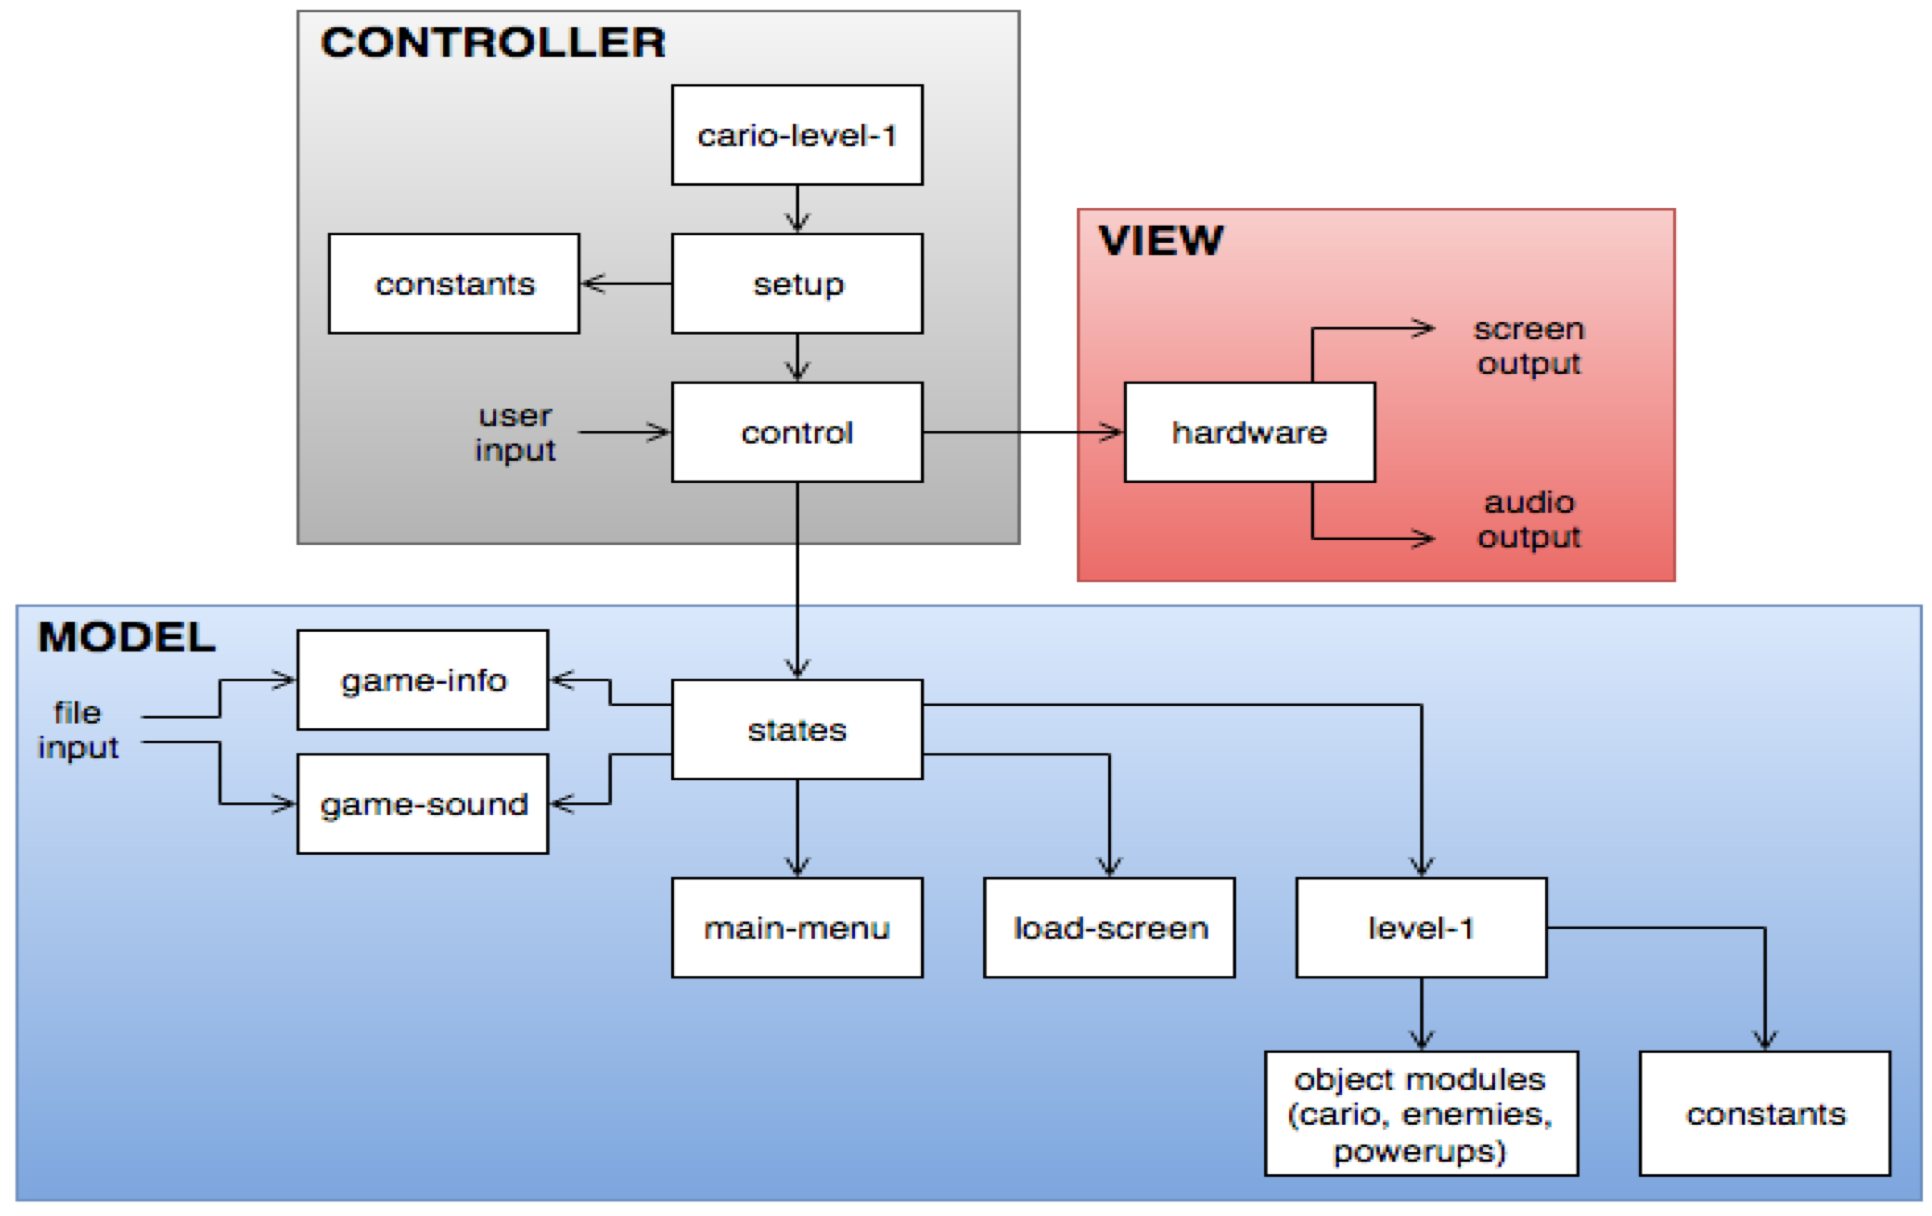 CONTROLLER
cario-level-1
constants
setup
user
input
control
VIEW
screen
output
hardware
audio
output
MODEL
game-info
file
input
states
game-sound
main-menu
load-screen
level-1
object modules
(cario, enemies,
powerups)
constants